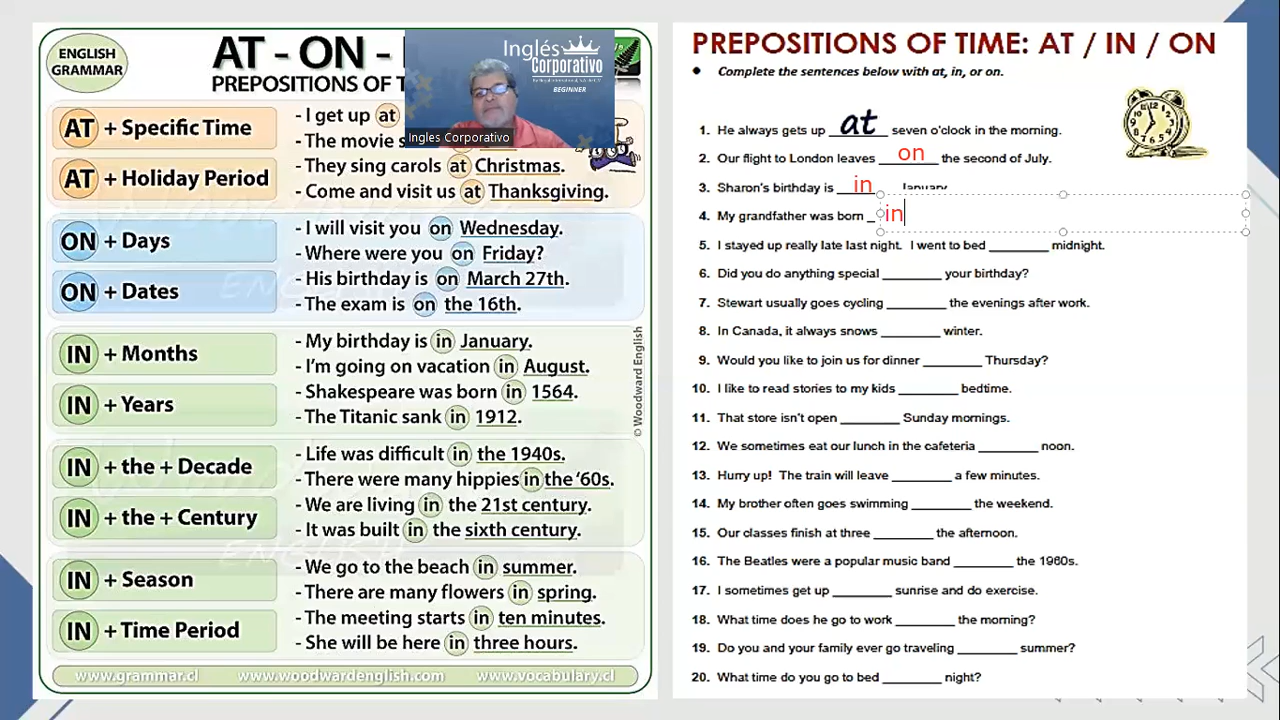 ENGLISH
GRAMMAR
AT - ON -
PREPOSITIONS OF T
AT + Specific Time
- I get up at
- The movie s
AT + Holiday Period
- They sing carols at Christmas.
- Come and visit us at Thanksgiving.
ON + Days
- I will visit you on Wednesday.
- Where were you on Friday?
ON + Dates
- His birthday is on March 27th.
- The exam is on the 16th.
IN + Months
- My birthday is in January.
- I'm going on vacation in August.
IN + Years
- Shakespeare was born in 1564.
- The Titanic sank in 1912.
IN + the + Decade
- Life was difficult in the 1940s.
- There were many hippies in the '60s.
IN + the + Century
- We are living in the 21st century.
- It was built in the sixth century.
IN + Season
- We go to the beach in summer.
- There are many flowers in spring.
IN + Time Period
- The meeting starts in ten minutes.
- She will be here in three hours.
© Woodward English
www.grammar.cl www.woodwardenglish.com www.vocabulary.cl
Inglés
Corporativo
BEGINNER
Ingles Corporativo
PREPOSITIONS OF TIME: AT / IN / ON
• Complete the sentences below with at, in, or on.
1. He always gets up at seven o'clock in the morning.
2. Our flight to London leaves on the second of July.
3. Sharon's birthday is in January
4. My grandfather was born _ in
5. I stayed up really late last night. I went to bed ________ midnight.
6. Did you do anything special ________ your birthday?
7. Stewart usually goes cycling ________ the evenings after work.
8. In Canada, it always snows ________ winter.
9. Would you like to join us for dinner ________ Thursday?
10. I like to read stories to my kids ________ bedtime.
11. That store isn't open ________ Sunday mornings.
12. We sometimes eat our lunch in the cafeteria ________ noon.
13. Hurry up! The train will leave ________ a few minutes.
14. My brother often goes swimming ________ the weekend.
15. Our classes finish at three ________ the afternoon.
16. The Beatles were a popular music band ________ the 1960s.
17. I sometimes get up ________ sunrise and do exercise.
18. What time does he go to work ________ the morning?
19. Do you and your family ever go traveling ________ summer?
20. What time do you go to bed ________ night?